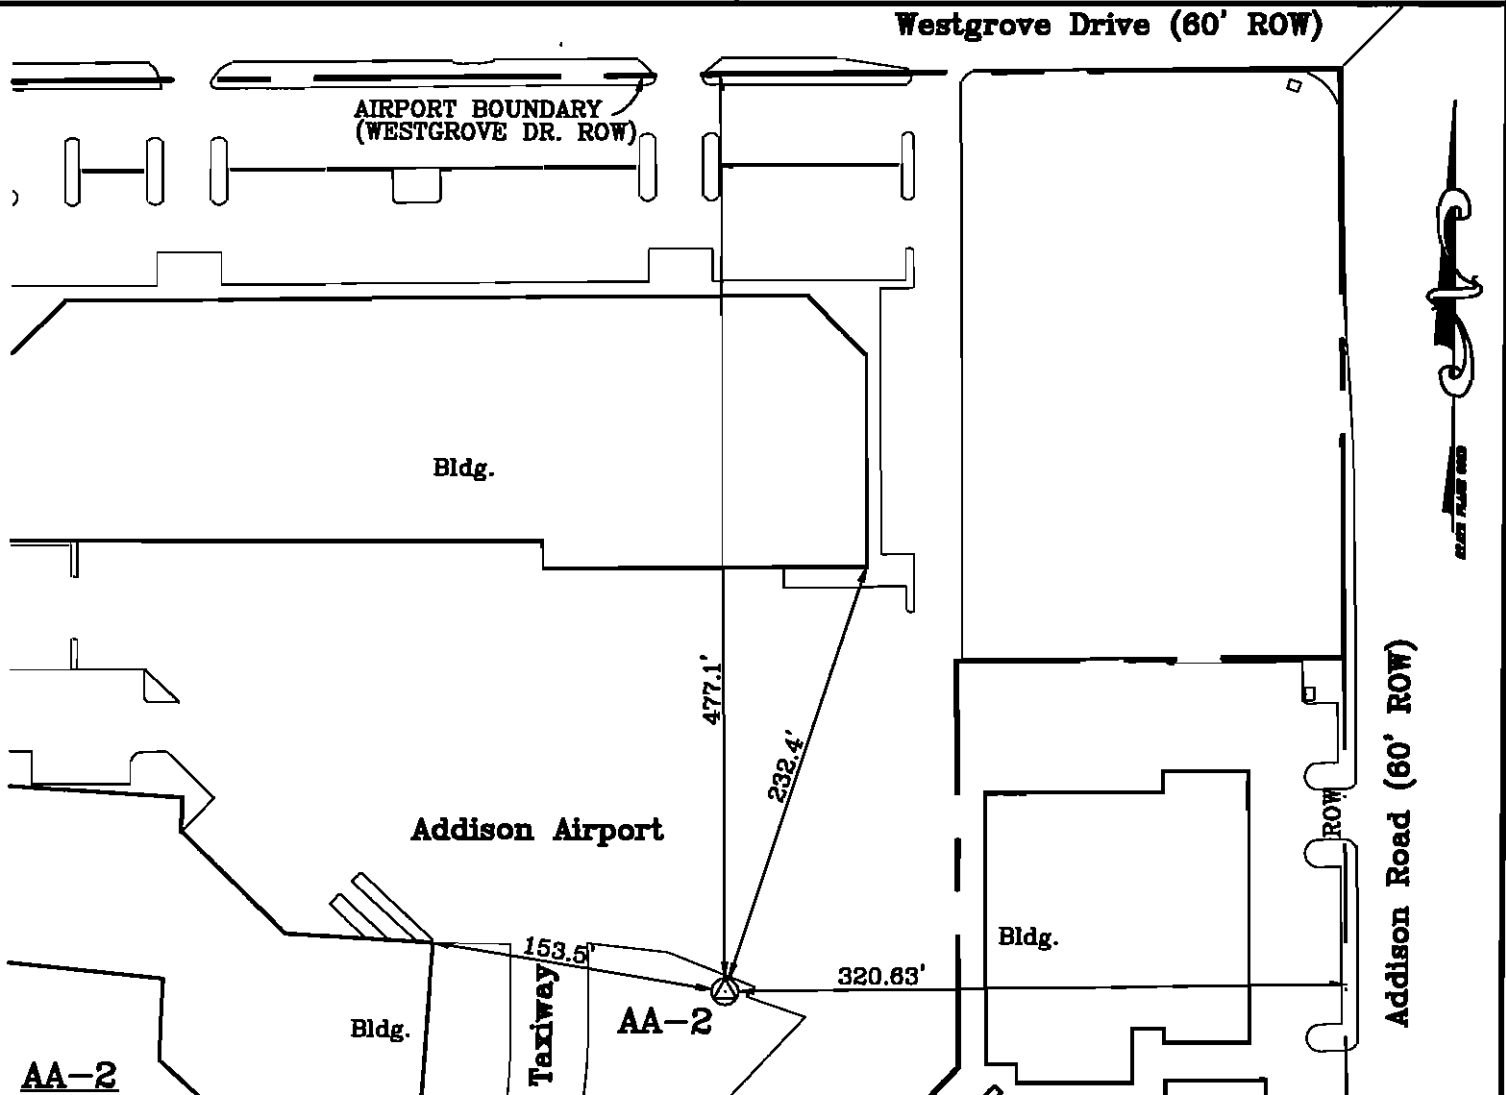 Westgrove Drive (60' ROW)
AIRPORT BOUNDARY
(WESTGROVE DR. ROW)
Bldg.
477.1'
232.4'
Addison Road (60' ROW)
ROW
Addison Airport
Bldg.
153.5'
320.63'
Taxiway
AA-2
Bldg.
AA-2